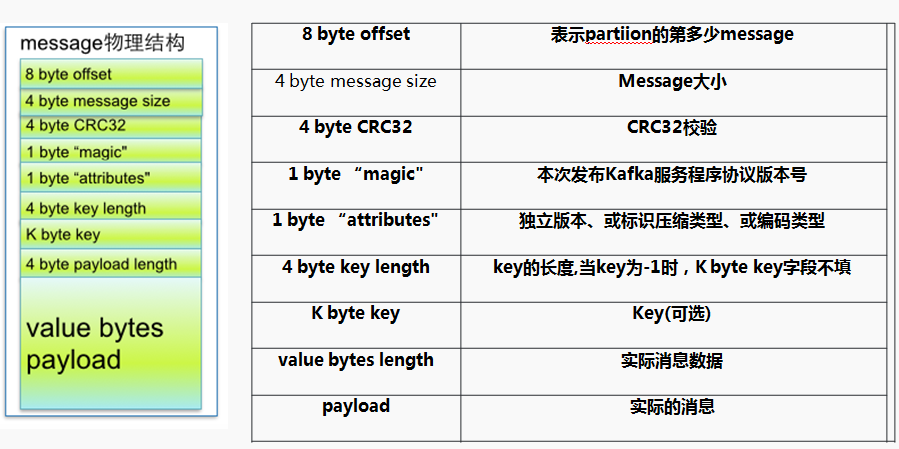 message物理结构
8 byte offset
4 byte message size
4 byte CRC32
1 byte “magic"
1 byte “attributes"
4 byte key length
K byte key
4 byte payload length
value bytes
payload
8 byte offset 表示partiion的第多少message
4 byte message size Message大小
4 byte CRC32 CRC32校验
1 byte “magic" 本次发布Kafka服务程序协议版本号
1 byte “attributes" 独立版本、或标识压缩类型、或编码类型
4 byte key length key的长度,当key为-1时，K byte key字段不填
K byte key Key(可选)
value bytes length 实际消息数据
payload 实际的消息